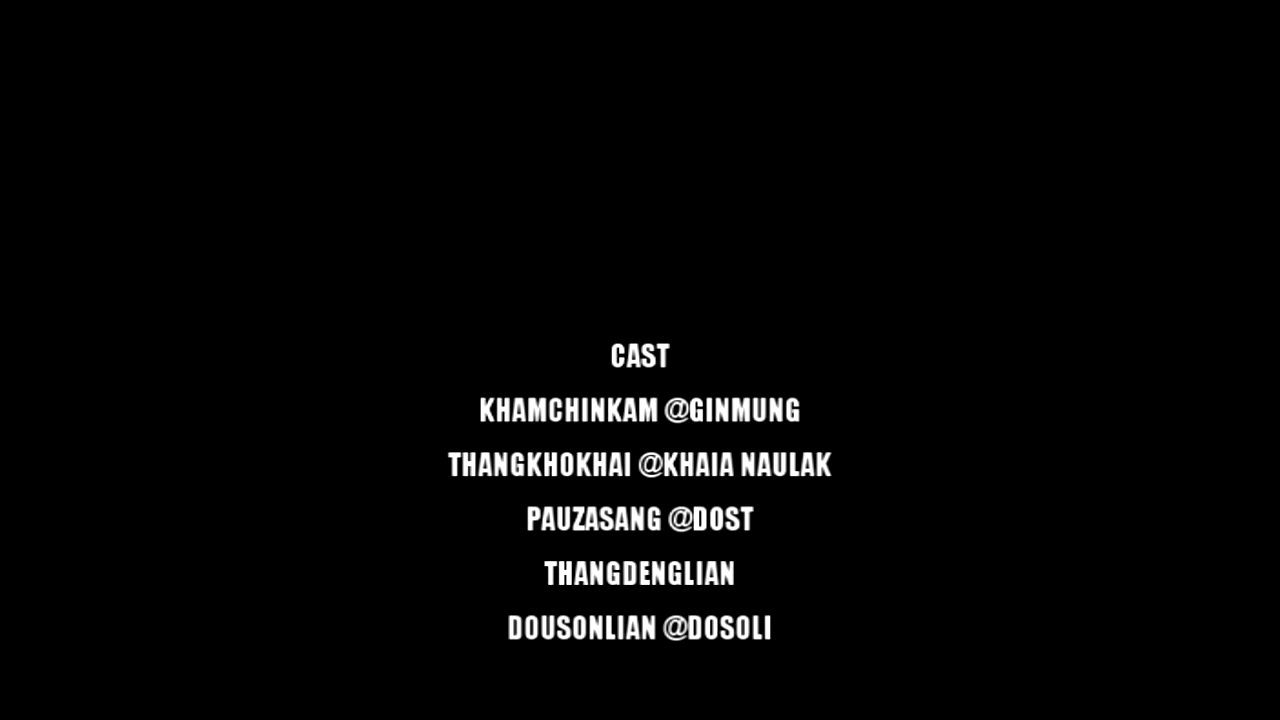 CAST
KHAMCHINKAM @GINMUNG
THANGKHOKHAI @KHAIA NAULAK
PAUZASANG @DOST
THANGDENGLIAN
DOUSONLIAN @DOSOLI